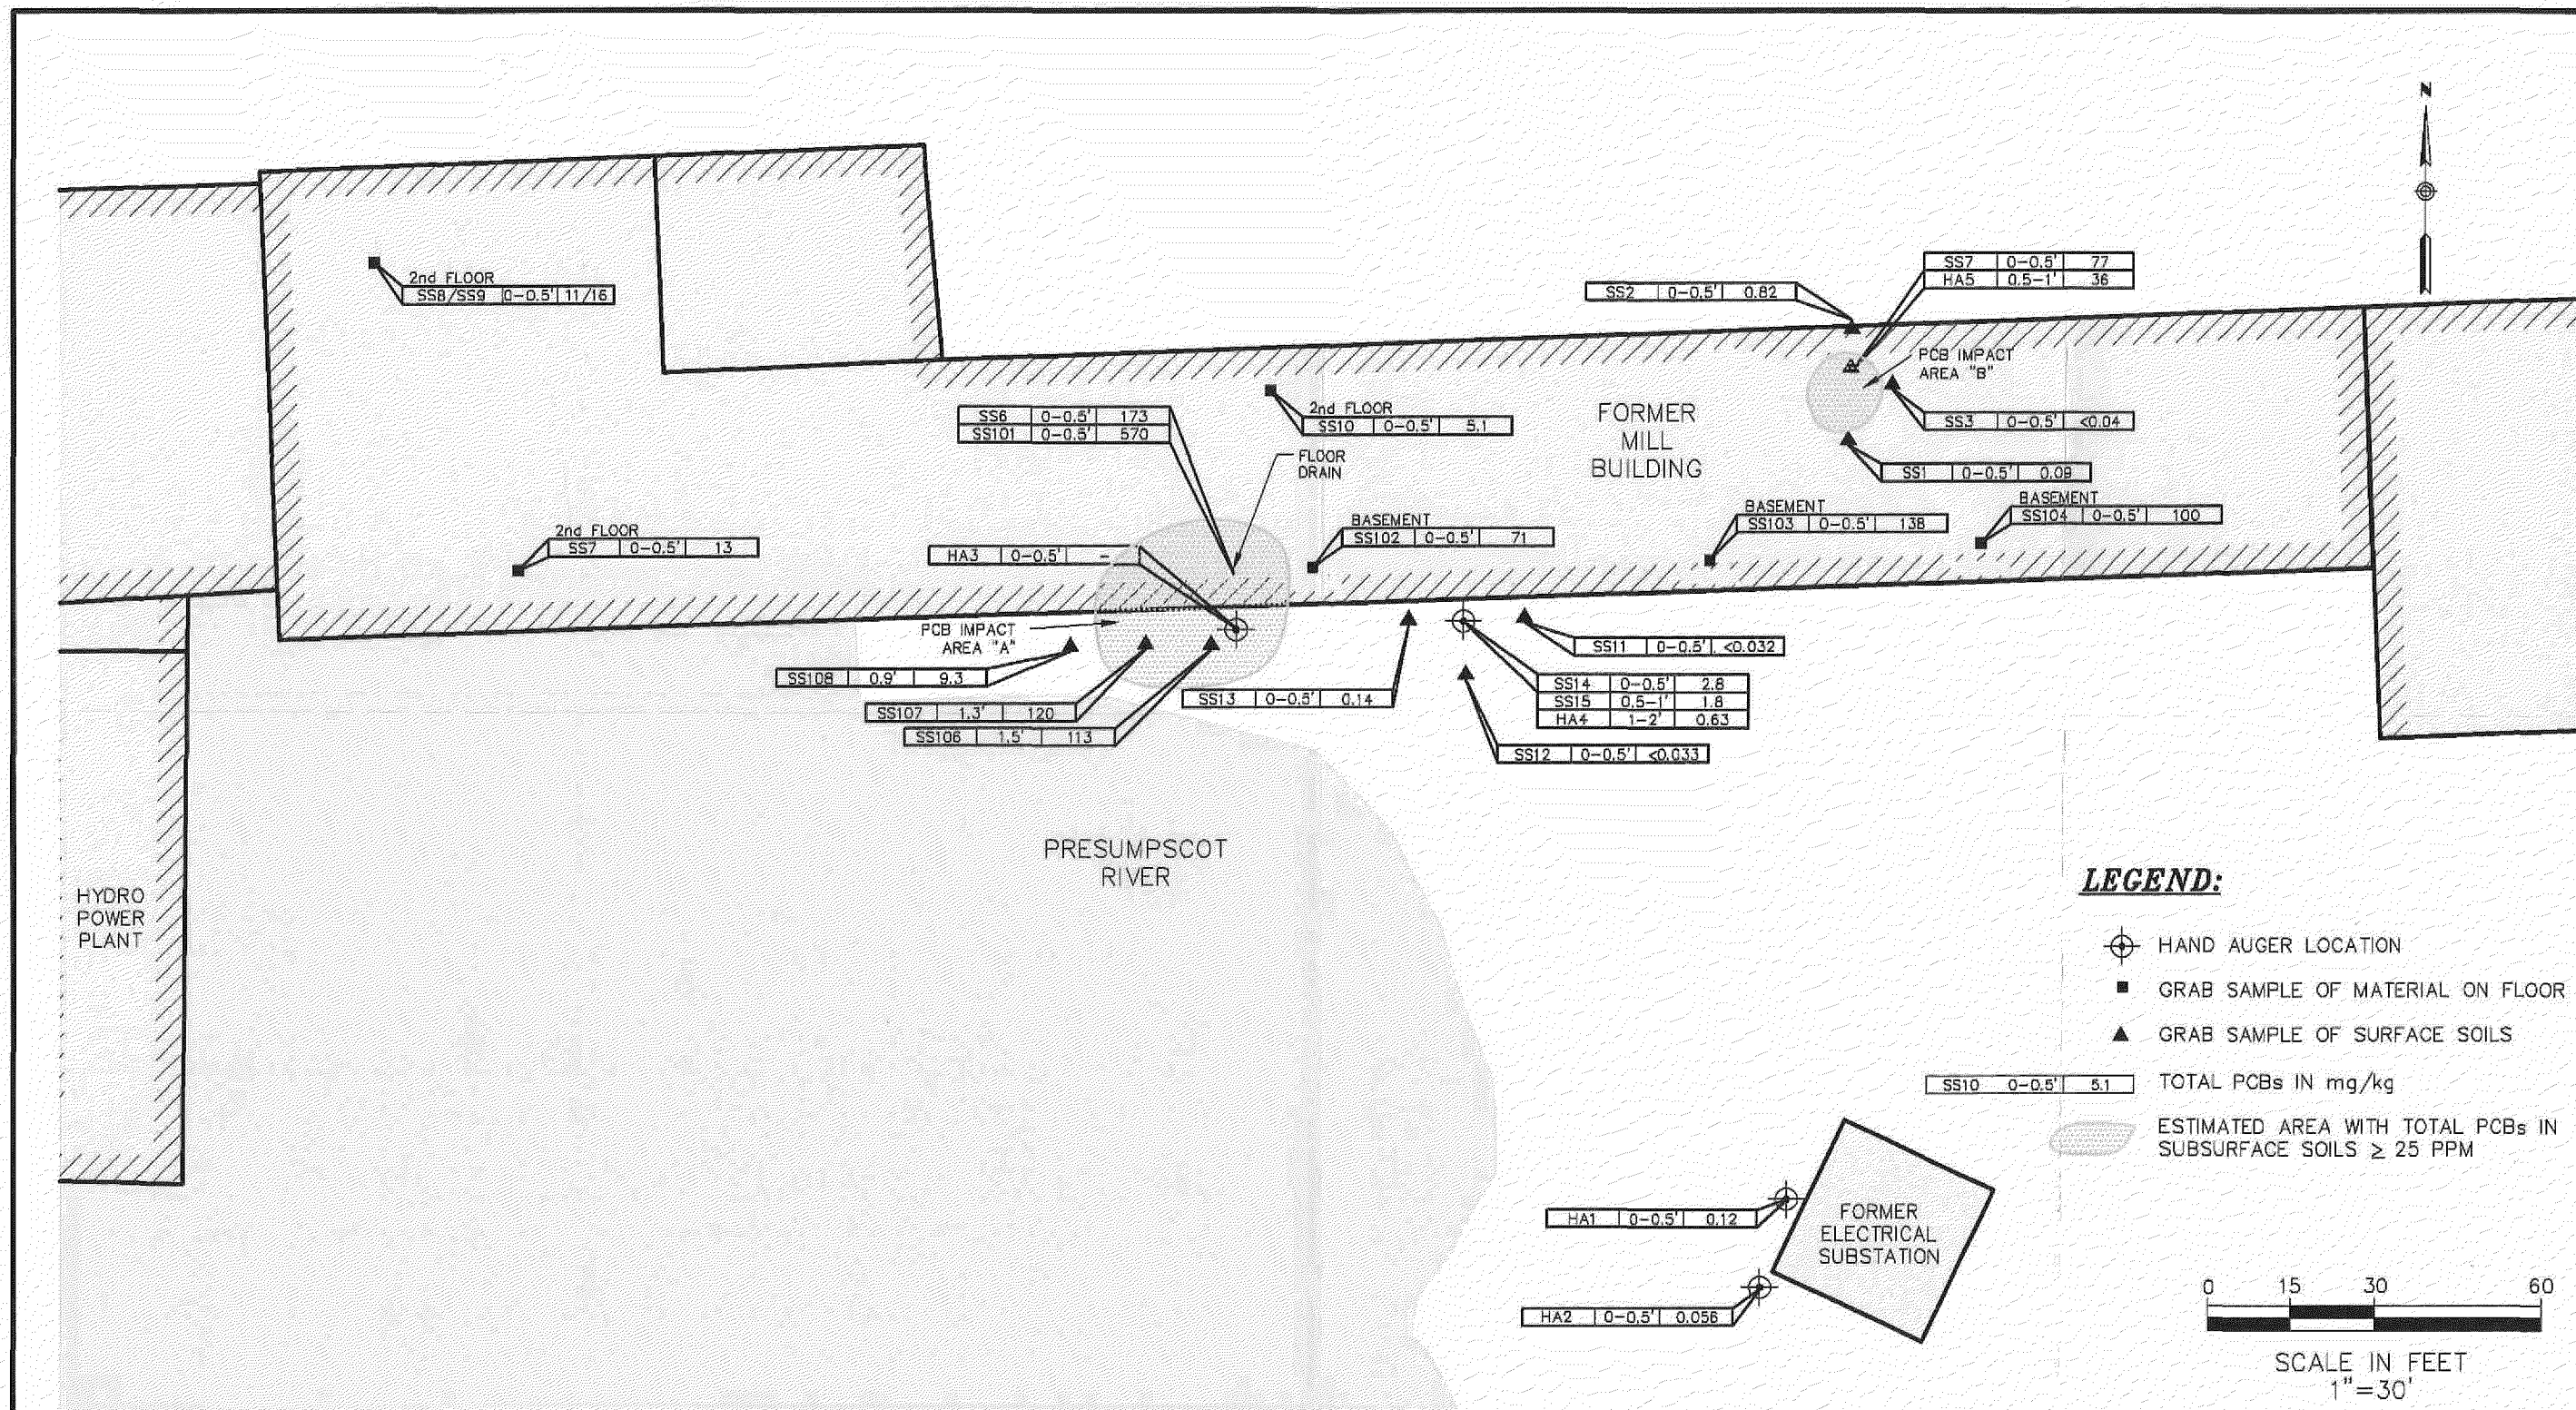 N
2nd FLOOR
SS8/SS9 0-0.5' 11/16
SS2 0-0.5' 0.82
SS7 0-0.5' 77
HA5 0.5-1' 36
PCB IMPACT
AREA "B"
SS6 0-0.5' 173
SS101 0-0.5' 570
2nd FLOOR
SS10 0-0.5' 5.1
FORMER
MILL
BUILDING
SS3 0-0.5' <0.04
FLOOR
DRAIN
SS1 0-0.5' 0.09
2nd FLOOR
SS7 0-0.5' 13
HA3 0-0.5' -
BASEMENT
SS102 0-0.5' 71
BASEMENT
SS103 0-0.5' 138
BASEMENT
SS104 0-0.5' 100
PCB IMPACT
AREA "A"
SS11 0-0.5' <0.032
SS108 0.9' 9.3
SS107 1.3' 120
SS106 1.5' 113
SS13 0-0.5' 0.14
SS14 0-0.5' 2.8
SS15 0.5-1' 1.8
HA4 1-2' 0.63
SS12 0-0.5' <0.033
PRESUMPSCOT
RIVER
HYDRO
POWER
PLANT
LEGEND:
HAND AUGER LOCATION
GRAB SAMPLE OF MATERIAL ON FLOOR
GRAB SAMPLE OF SURFACE SOILS
SS10 0-0.5' 5.1 TOTAL PCBs IN mg/kg
ESTIMATED AREA WITH TOTAL PCBs IN
SUBSURFACE SOILS ≥ 25 PPM
HA1 0-0.5' 0.12
FORMER
ELECTRICAL
SUBSTATION
HA2 0-0.5' 0.056
0 15 30 60
SCALE IN FEET
1"=30'